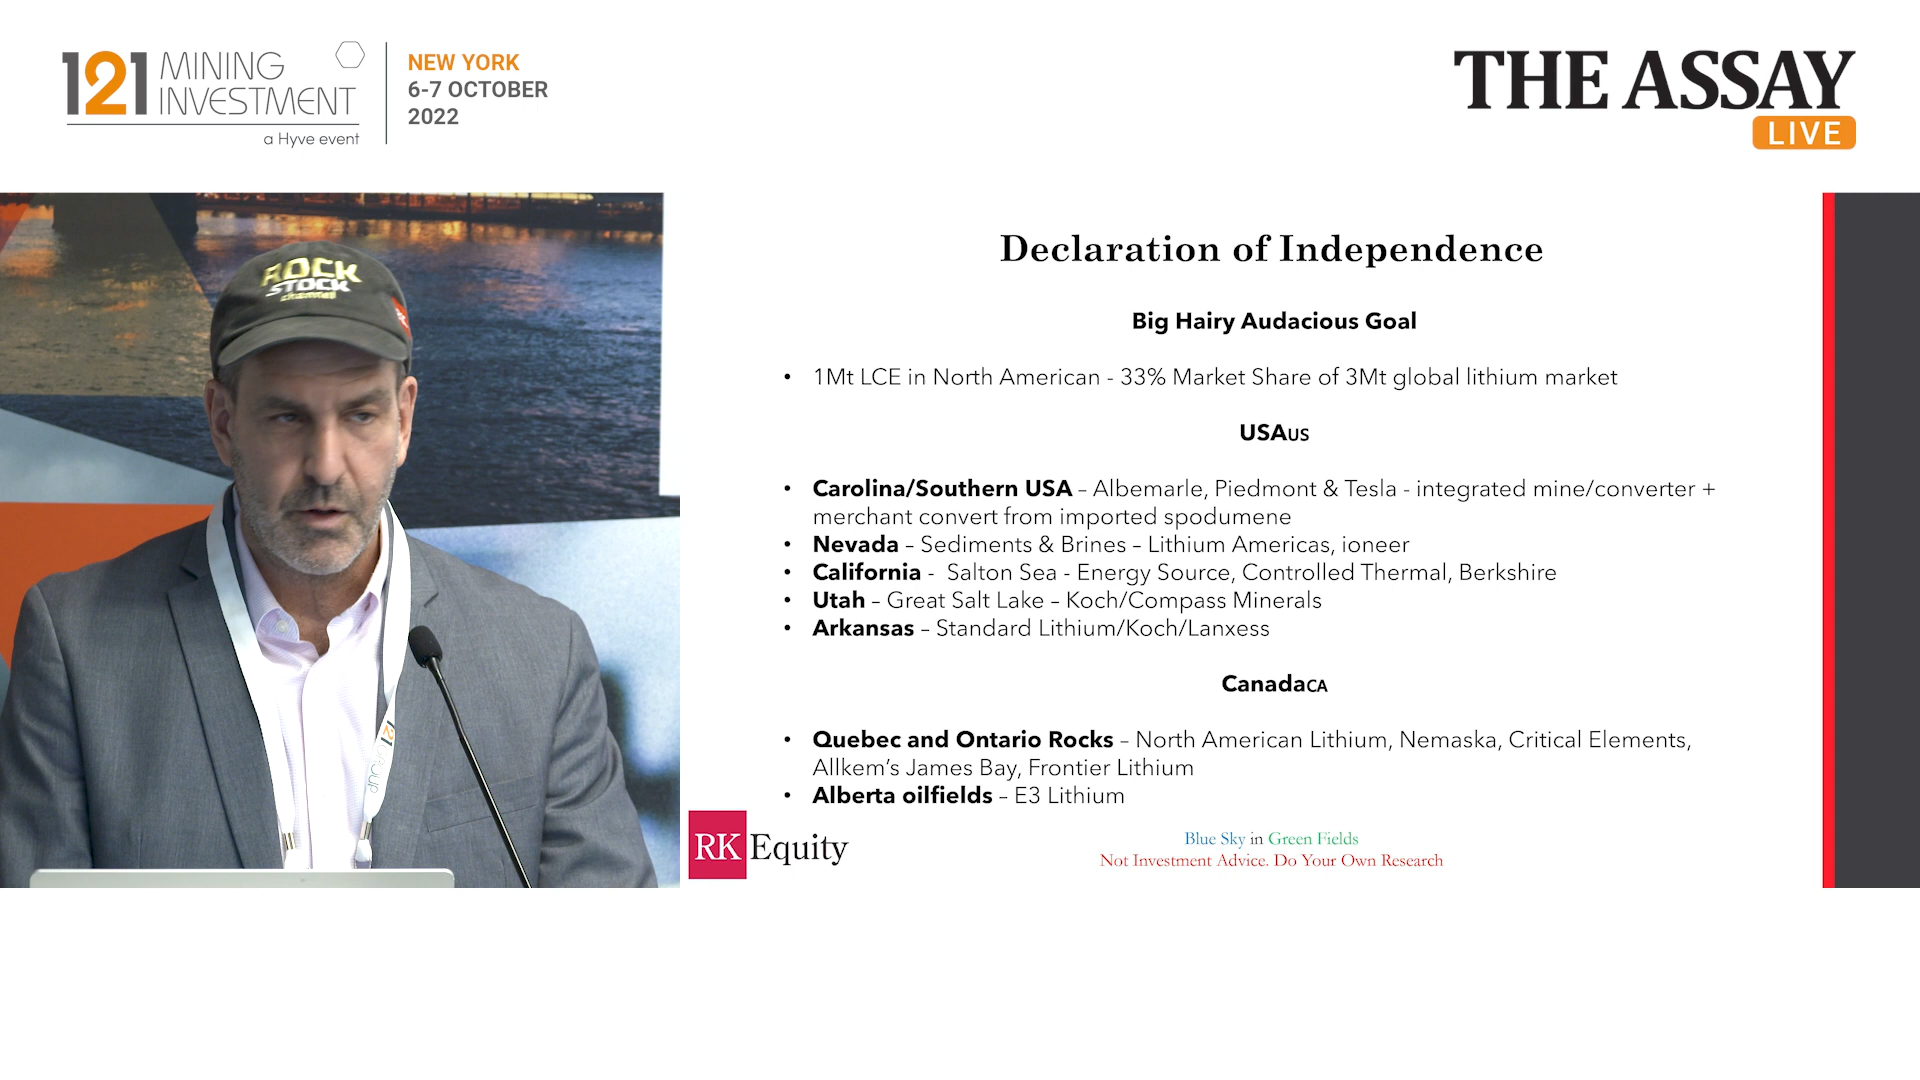 121 MINING
INVESTMENT
a Hyve event
NEW YORK
6-7 OCTOBER
2022
THE ASSAY
LIVE
ROCK
STOCK
channel
121 GROUP
Declaration of Independence
Big Hairy Audacious Goal
• 1Mt LCE in North American - 33% Market Share of 3Mt global lithium market
USAUS
• Carolina/Southern USA – Albemarle, Piedmont & Tesla - integrated mine/converter +
merchant convert from imported spodumene
• Nevada – Sediments & Brines – Lithium Americas, ioneer
• California - Salton Sea - Energy Source, Controlled Thermal, Berkshire
• Utah – Great Salt Lake – Koch/Compass Minerals
• Arkansas – Standard Lithium/Koch/Lanxess
CanadaCA
• Quebec and Ontario Rocks – North American Lithium, Nemaska, Critical Elements,
Allkem’s James Bay, Frontier Lithium
• Alberta oilfields – E3 Lithium
RK Equity
Blue Sky in Green Fields
Not Investment Advice. Do Your Own Research